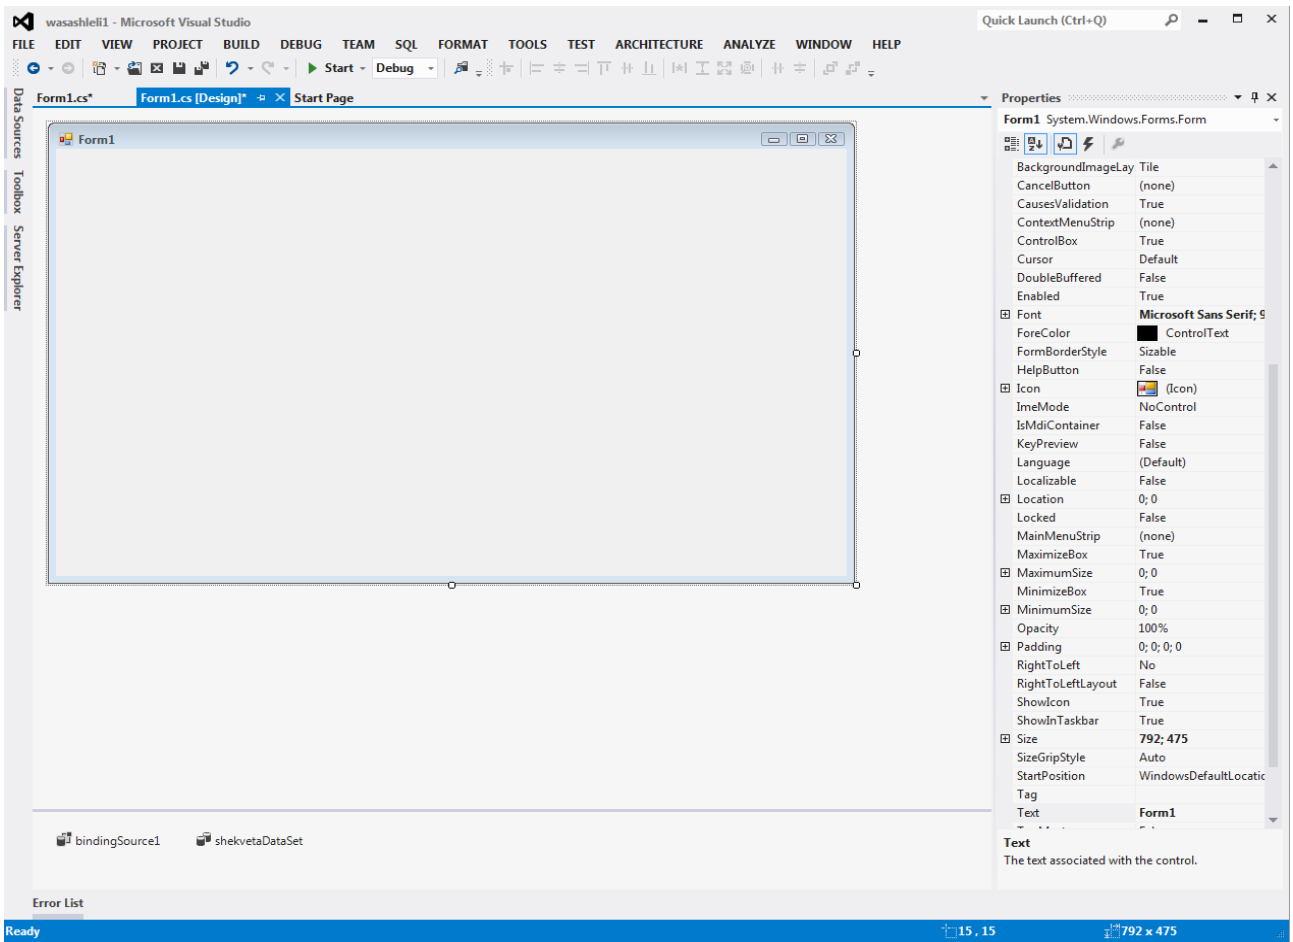 wasashleli1 - Microsoft Visual Studio
Quick Launch (Ctrl+Q)
FILE EDIT VIEW PROJECT BUILD DEBUG TEAM SQL FORMAT TOOLS TEST ARCHITECTURE ANALYZE WINDOW HELP
Start Debug
Data Sources
Toolbox
Server Explorer
Form1.cs* Form1.cs [Design]* Start Page
Form1
Properties
Form1 System.Windows.Forms.Form
BackgroundImageLay Tile
CancelButton (none)
CausesValidation True
ContextMenuStrip (none)
ControlBox True
Cursor Default
DoubleBuffered False
Enabled True
Font Microsoft Sans Serif; 9
ForeColor ControlText
FormBorderStyle Sizable
HelpButton False
Icon (Icon)
ImeMode NoControl
IsMdiContainer False
KeyPreview False
Language (Default)
Localizable False
Location 0; 0
Locked False
MainMenuStrip (none)
MaximizeBox True
MaximumSize 0; 0
MinimizeBox True
MinimumSize 0; 0
Opacity 100%
Padding 0; 0; 0; 0
RightToLeft No
RightToLeftLayout False
ShowIcon True
ShowInTaskbar True
Size 792; 475
SizeGripStyle Auto
StartPosition WindowsDefaultLocatic
Tag
Text Form1
Text
The text associated with the control.
bindingSource1 shekvetaDataSet
Error List
Ready 15 , 15 792 x 475